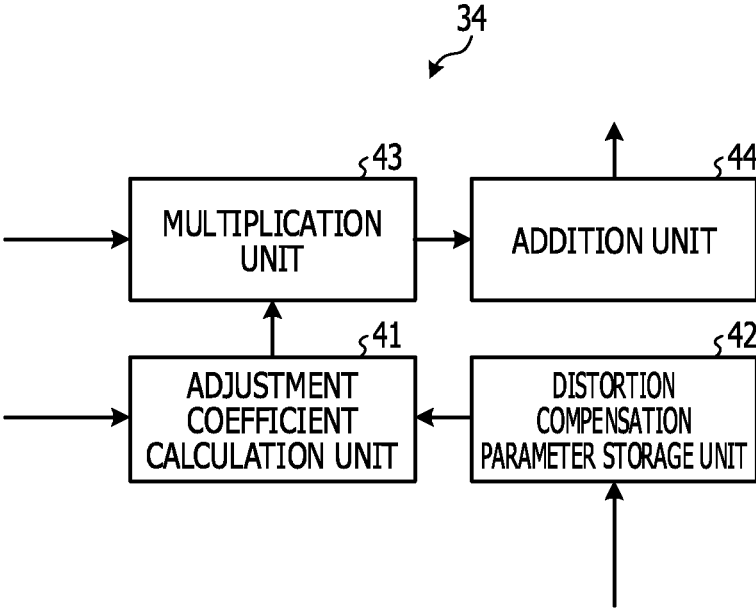 34
43
MULTIPLICATION
UNIT
44
ADDITION UNIT
41
ADJUSTMENT
COEFFICIENT
CALCULATION UNIT
42
DISTORTION
COMPENSATION
PARAMETER STORAGE UNIT